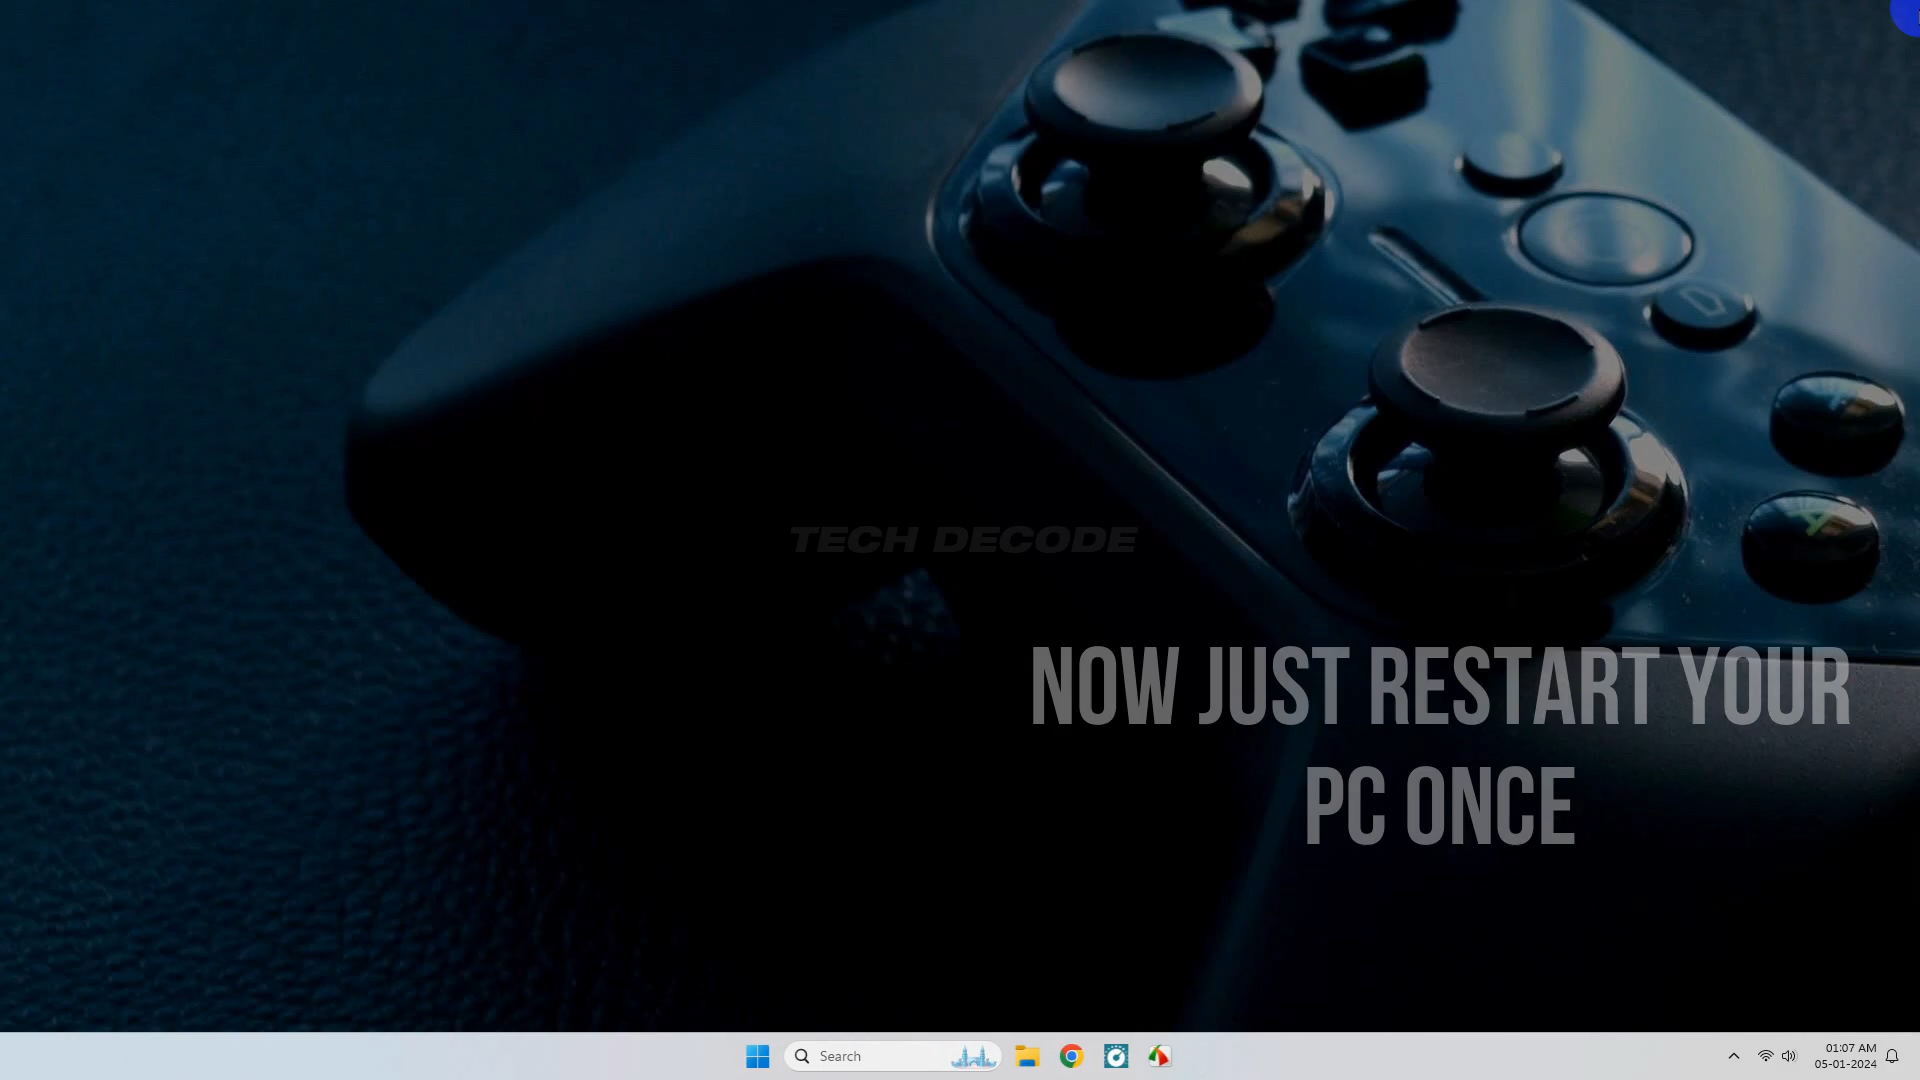 TECH DECODE
NOW JUST RESTART YOUR
PC ONCE
Search
01:07 AM
05-01-2024